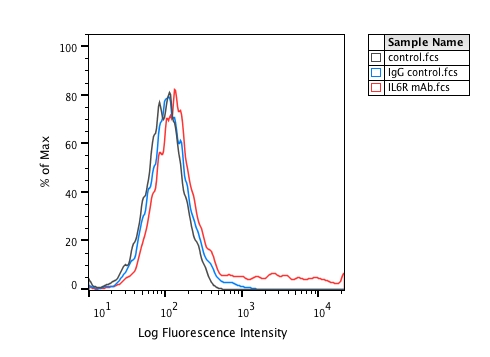 100
80
60
40
20
0
% of Max
10^1
10^2
10^3
10^4
Log Fluorescence Intensity
Sample Name
control.fcs
IgG control.fcs
IL6R mAb.fcs